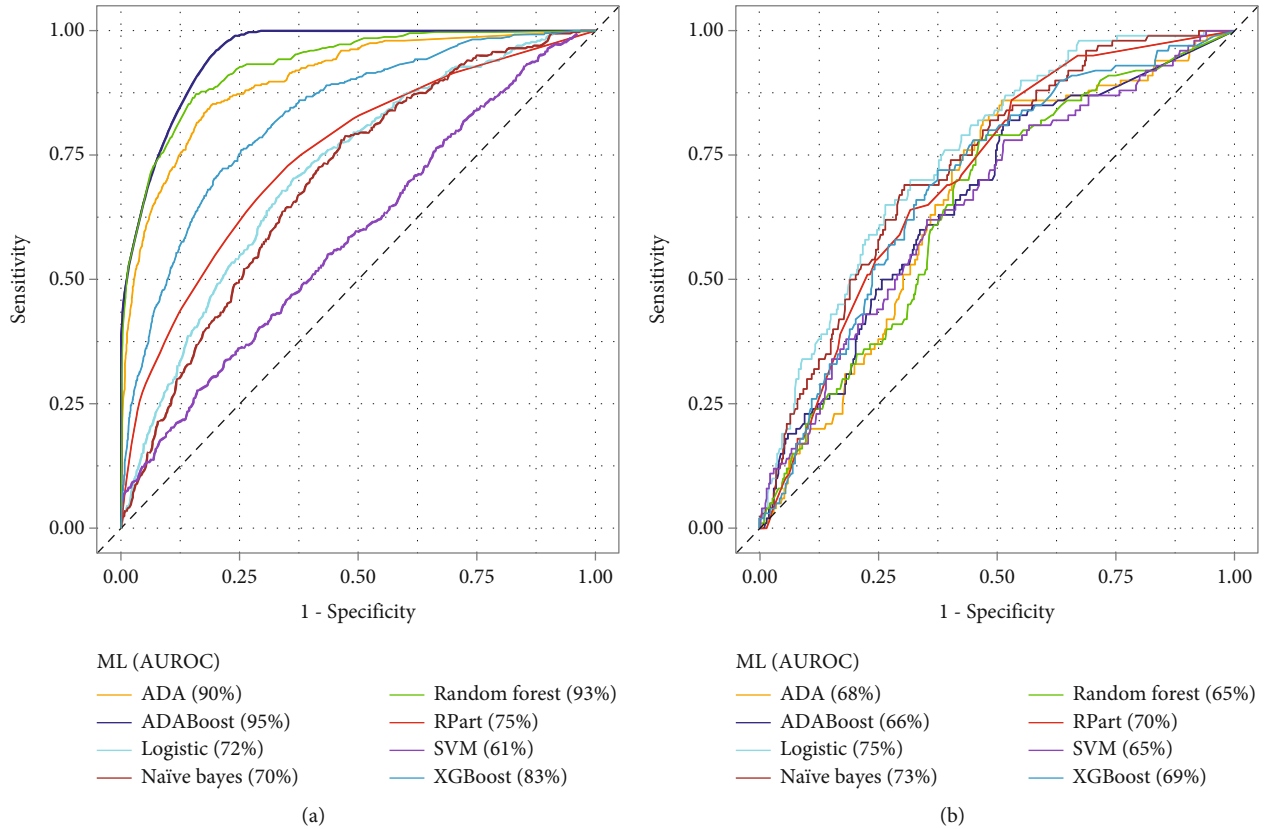 1.00
0.75
0.50
0.25
0.00
Sensitivity
0.00 0.25 0.50 0.75 1.00
1 - Specificity
ML (AUROC)
ADA (90%)
ADABoost (95%)
Logistic (72%)
Naïve bayes (70%)
Random forest (93%)
RPart (75%)
SVM (61%)
XGBoost (83%)
(a)
1.00
0.75
0.50
0.25
0.00
Sensitivity
0.00 0.25 0.50 0.75 1.00
1 - Specificity
ML (AUROC)
ADA (68%)
ADABoost (66%)
Logistic (75%)
Naïve bayes (73%)
Random forest (65%)
RPart (70%)
SVM (65%)
XGBoost (69%)
(b)